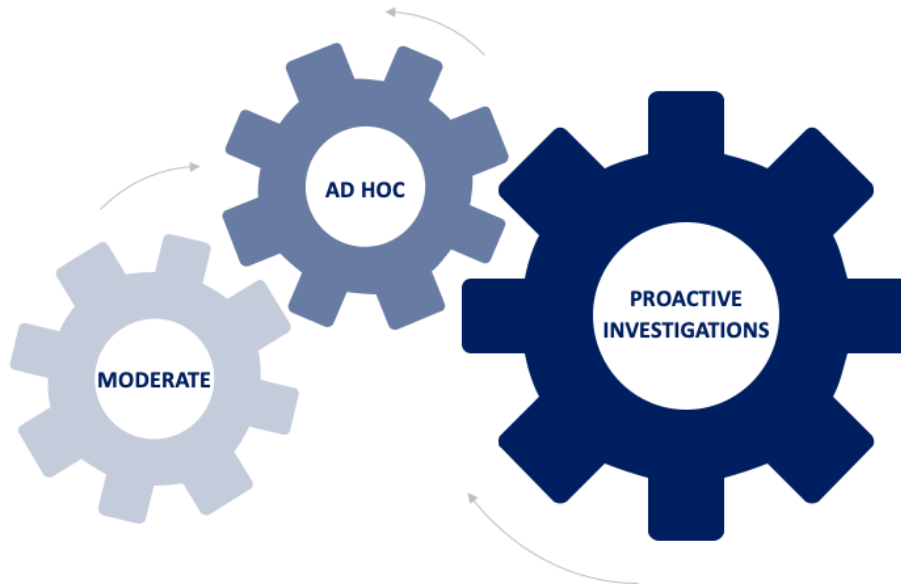 AD HOC
PROACTIVE
INVESTIGATIONS
MODERATE